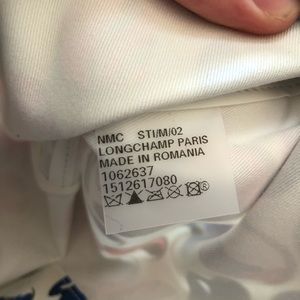 NMC STI/M/02
LONGCHAMP PARIS
MADE IN ROMANIA
1062637
1512617080